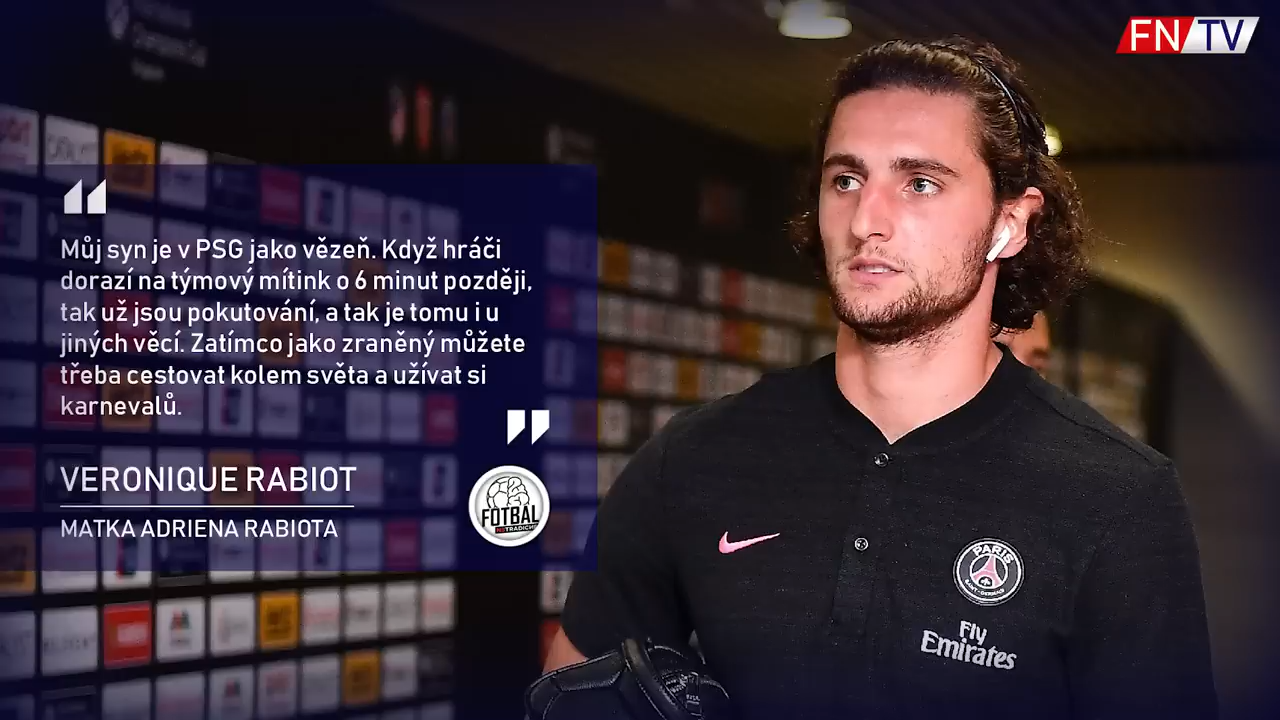 FN/TV
Můj syn je v PSG jako vězeň. Když hráči
dorazí na týmový mítink o 6 minut později,
tak už jsou pokutování, a tak je tomu i u
jiných věcí. Zatímco jako zraněný můžete
třeba cestovat kolem světa a užívat si
karnevalů.
VERONIQUE RABIOT
MATKA ADRIENA RABIOTA
FOTBAL
PARIS
SAINT-GERMAIN
Fly
Emirates